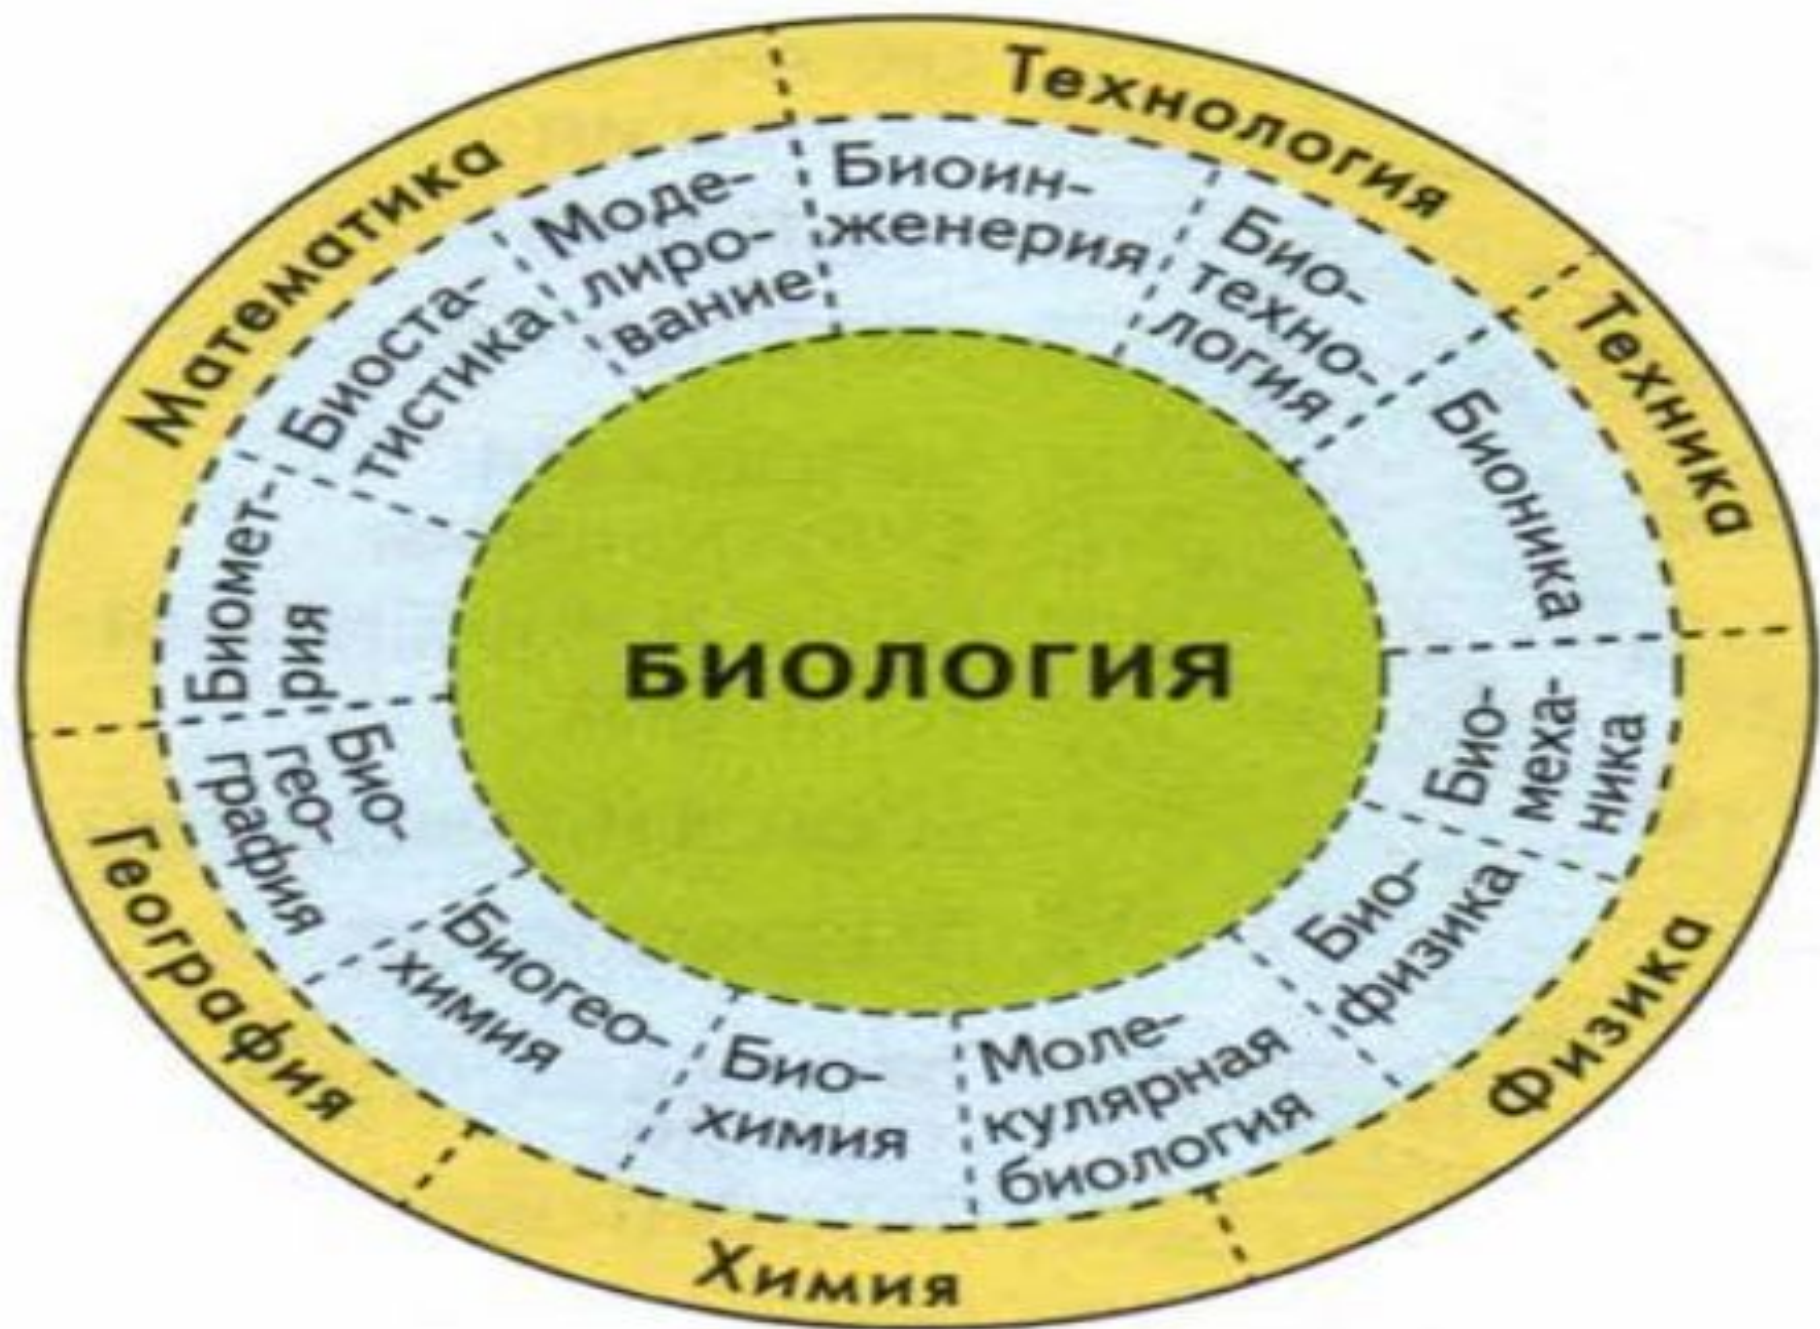 Технология
Техника
Физика
Химия
География
Математика
Биоин-
женерия
Био-
техно-
логия
Бионика
Био-
меха-
ника
Био-
физика
Моле-
кулярная
биология
Био-
химия
Биогео-
химия
Био-
гео-
графия
Биомет-
рия
Биоста-
тистика
Моде-
лиро-
вание
БИОЛОГИЯ